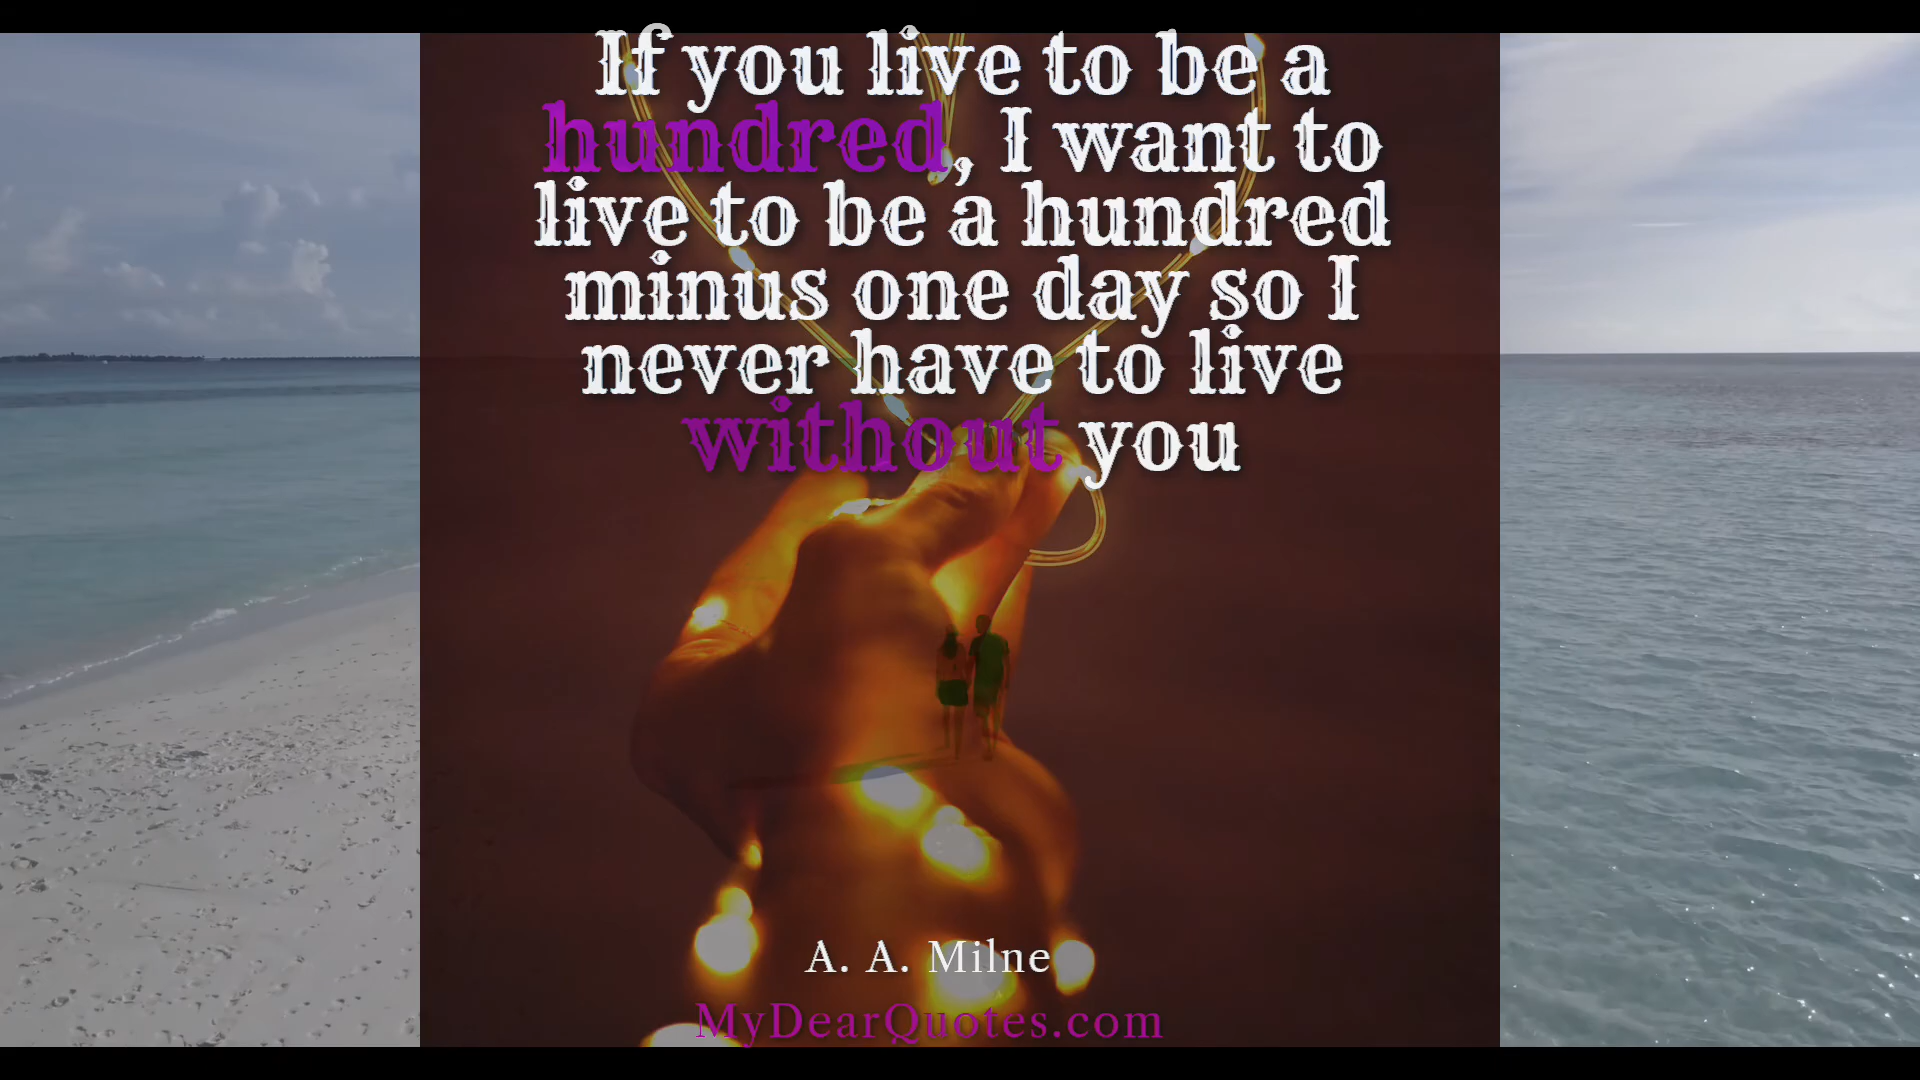 If you live to be a
hundred, I want to
live to be a hundred
minus one day so I
never have to live
without you
A. A. Milne
MyDearQuotes.com